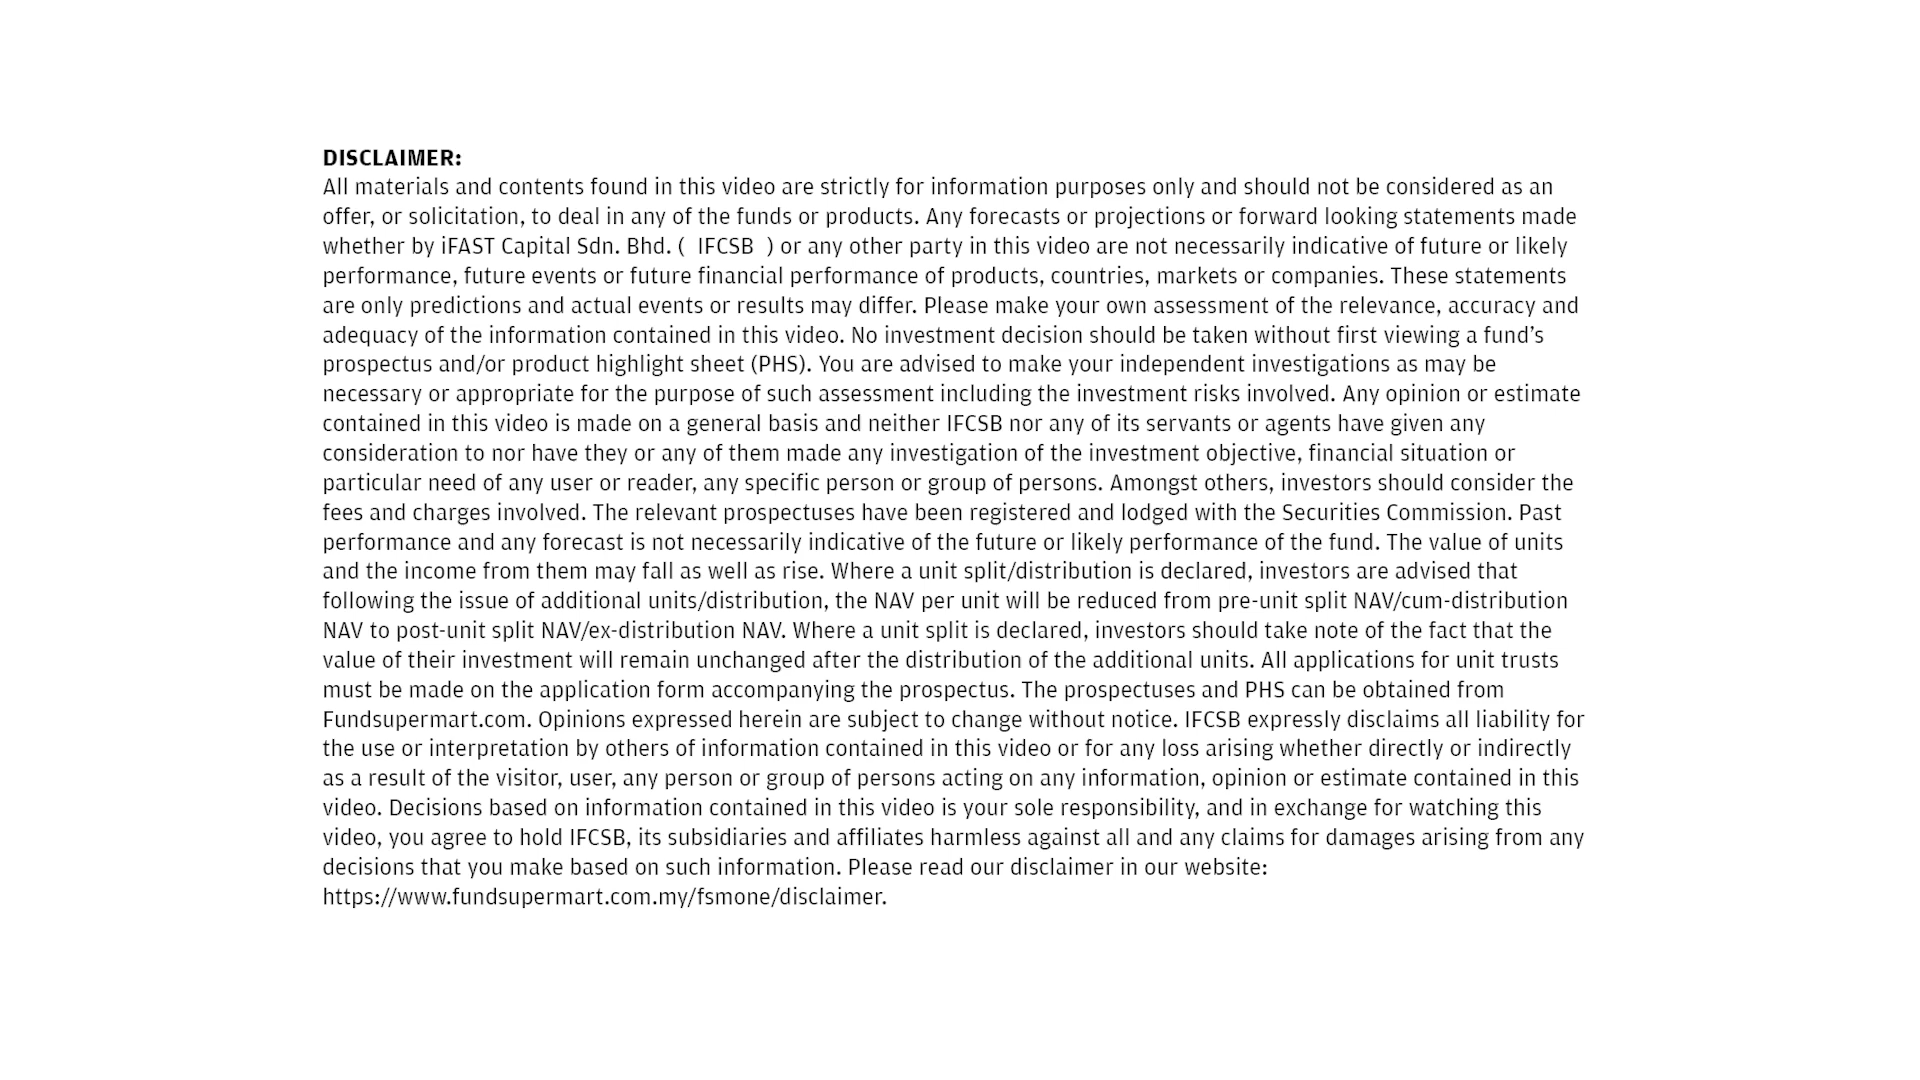 DISCLAIMER:
All materials and contents found in this video are strictly for information purposes only and should not be considered as an
offer, or solicitation, to deal in any of the funds or products. Any forecasts or projections or forward looking statements made
whether by iFAST Capital Sdn. Bhd. (  IFCSB  ) or any other party in this video are not necessarily indicative of future or likely
performance, future events or future financial performance of products, countries, markets or companies. These statements
are only predictions and actual events or results may differ. Please make your own assessment of the relevance, accuracy and
adequacy of the information contained in this video. No investment decision should be taken without first viewing a fund’s
prospectus and/or product highlight sheet (PHS). You are advised to make your independent investigations as may be
necessary or appropriate for the purpose of such assessment including the investment risks involved. Any opinion or estimate
contained in this video is made on a general basis and neither IFCSB nor any of its servants or agents have given any
consideration to nor have they or any of them made any investigation of the investment objective, financial situation or
particular need of any user or reader, any specific person or group of persons. Amongst others, investors should consider the
fees and charges involved. The relevant prospectuses have been registered and lodged with the Securities Commission. Past
performance and any forecast is not necessarily indicative of the future or likely performance of the fund. The value of units
and the income from them may fall as well as rise. Where a unit split/distribution is declared, investors are advised that
following the issue of additional units/distribution, the NAV per unit will be reduced from pre-unit split NAV/cum-distribution
NAV to post-unit split NAV/ex-distribution NAV. Where a unit split is declared, investors should take note of the fact that the
value of their investment will remain unchanged after the distribution of the additional units. All applications for unit trusts
must be made on the application form accompanying the prospectus. The prospectuses and PHS can be obtained from
Fundsupermart.com. Opinions expressed herein are subject to change without notice. IFCSB expressly disclaims all liability for
the use or interpretation by others of information contained in this video or for any loss arising whether directly or indirectly
as a result of the visitor, user, any person or group of persons acting on any information, opinion or estimate contained in this
video. Decisions based on information contained in this video is your sole responsibility, and in exchange for watching this
video, you agree to hold IFCSB, its subsidiaries and affiliates harmless against all and any claims for damages arising from any
decisions that you make based on such information. Please read our disclaimer in our website:
https://www.fundsupermart.com.my/fsmone/disclaimer.